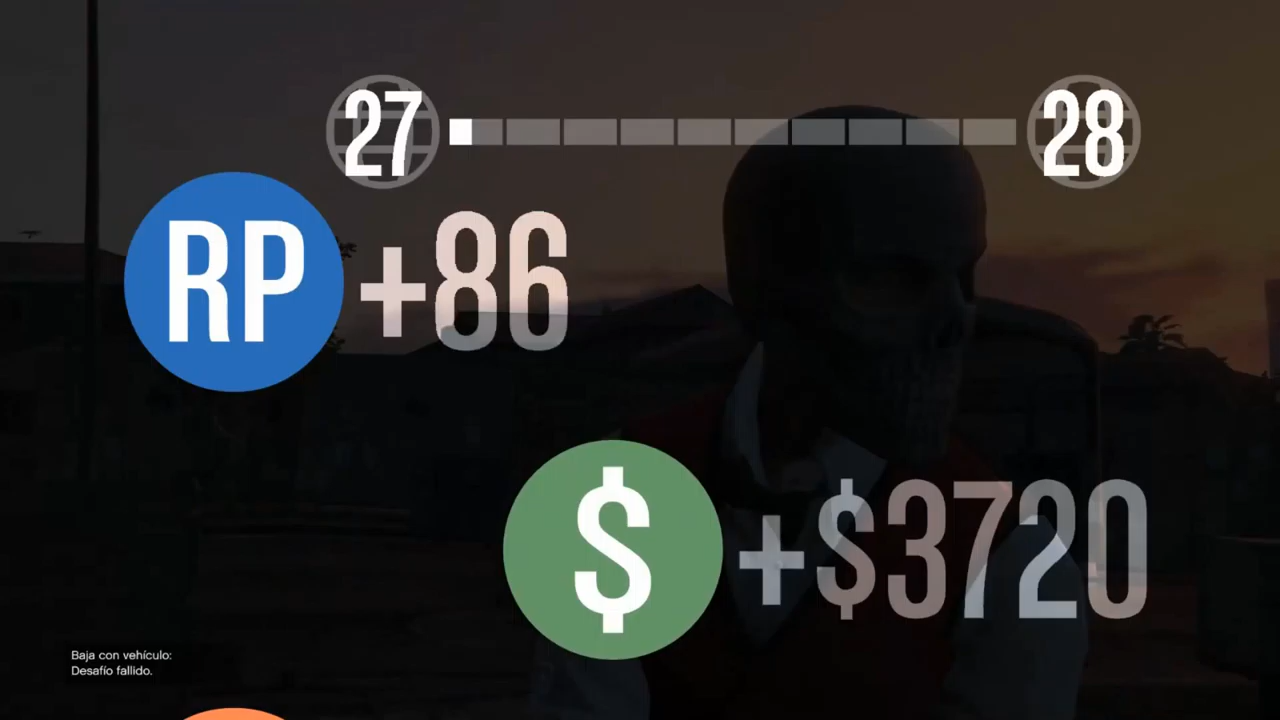 27
28
RP +86
$ +$3720
Baja con vehículo:
Desafío fallido.